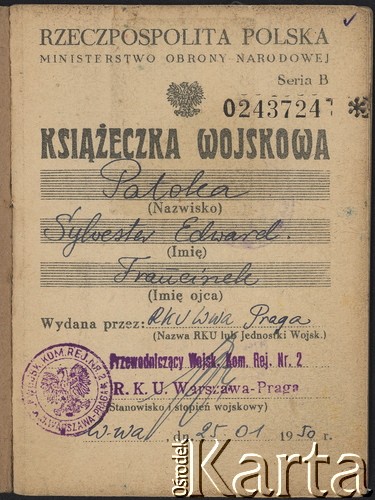 RZECZPOSPOLITA POLSKA
MINISTERSTWO OBRONY NARODOWEJ
Seria B
0243724
KSIĄŻECZKA WOJSKOWA
Patoka
(Nazwisko)
Sylwester Edward.
(Imię)
Franciszek
(Imię ojca)
Wydana przez: RKU Wwa Praga
(Nazwa RKU lub jednostki Wojsk.)
Przewodniczący Wojsk. Kom. Rej. Nr. 2
R. K. U. Warszawa-Praga
(Stanowisko i stopień wojskowy)
W-wa, dn. 25.01 1950 r.
Ośrodek
Karta